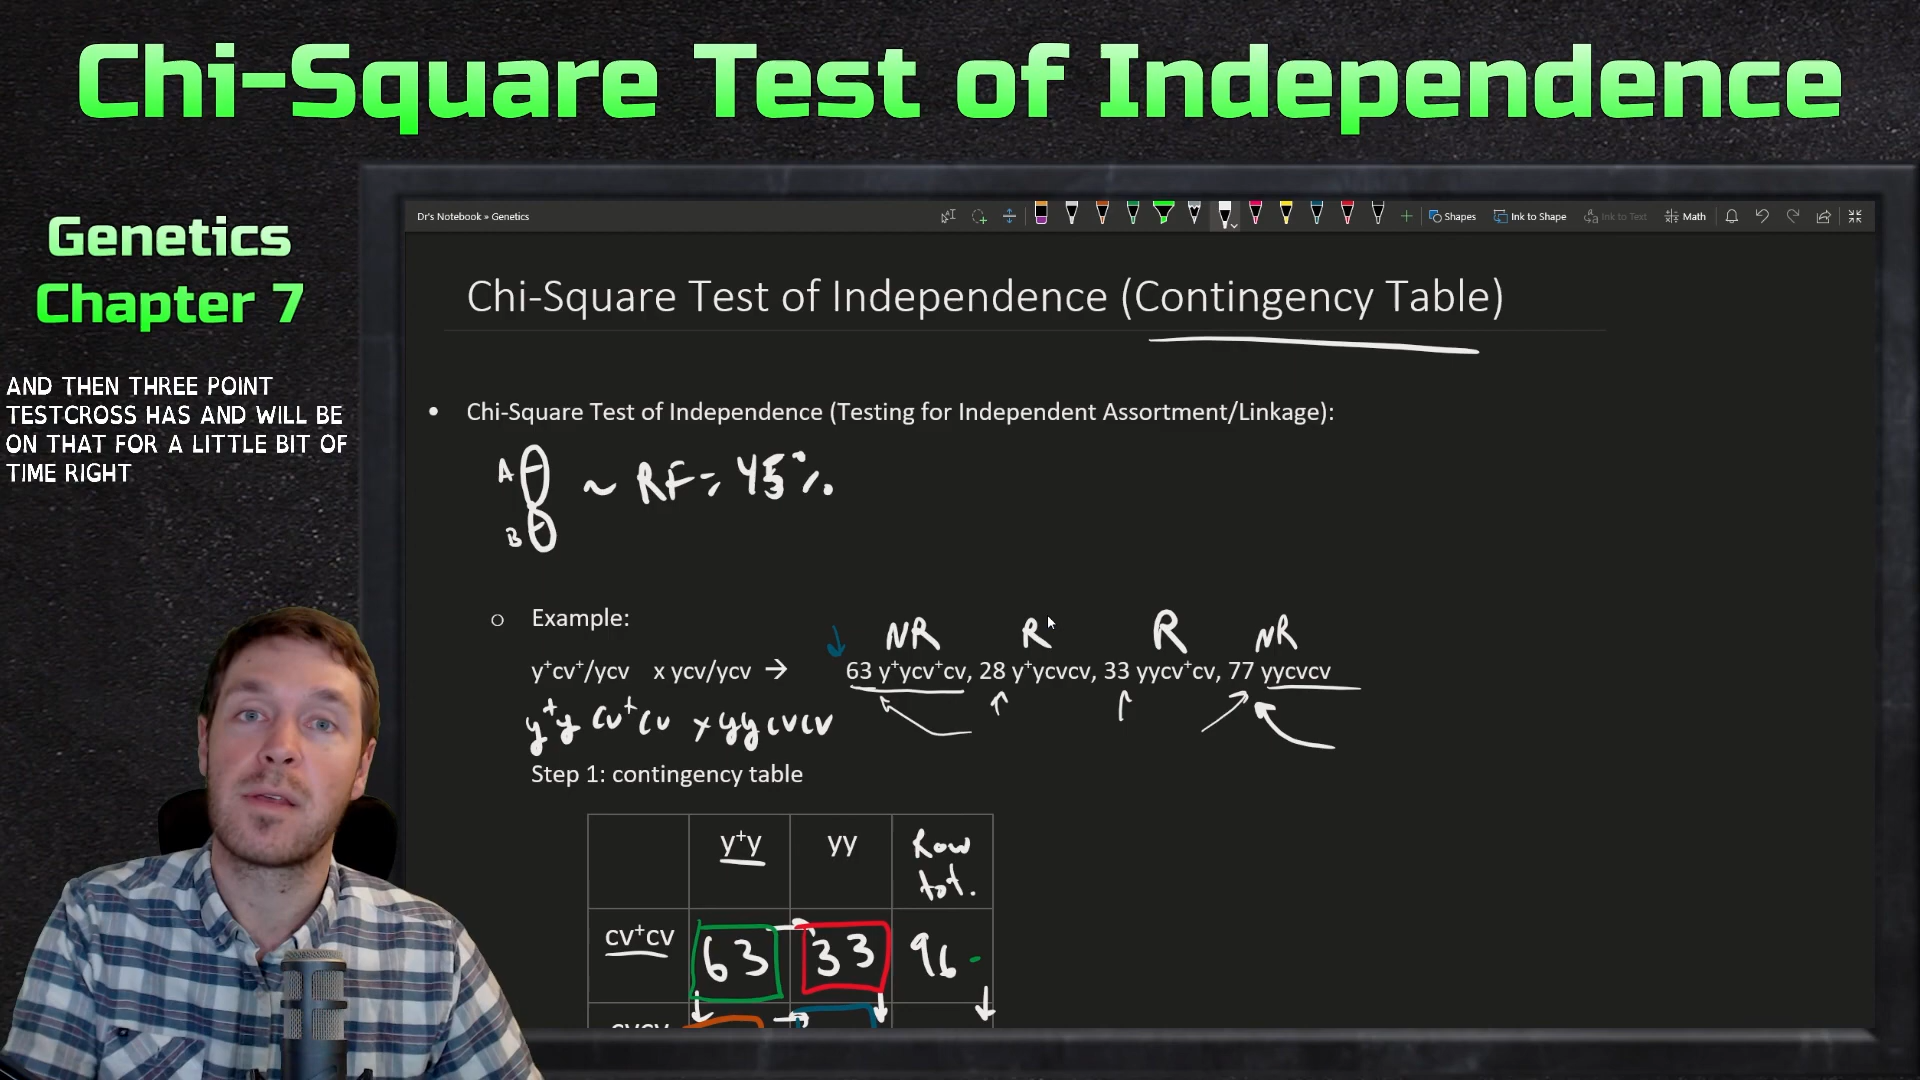 Chi-Square Test of Independence
Genetics
Chapter 7
AND THEN THREE POINT
TESTCROSS HAS AND WILL BE
ON THAT FOR A LITTLE BIT OF
TIME RIGHT
Dr's Notebook » Genetics
Shapes
Ink to Shape
Ink to Text
Math
Chi-Square Test of Independence (Contingency Table)
• Chi-Square Test of Independence (Testing for Independent Assortment/Linkage):
A
B
~ RF = 45%
o Example:
NR R R NR
y⁺cv⁺/ycv x ycv/ycv → 63 y⁺ycv⁺cv, 28 y⁺ycvcv, 33 yycv⁺cv, 77 yycvcv
y⁺y cv⁺cv x yy cvcv
Step 1: contingency table
y⁺y yy Row tot.
cv⁺cv 63 33 96